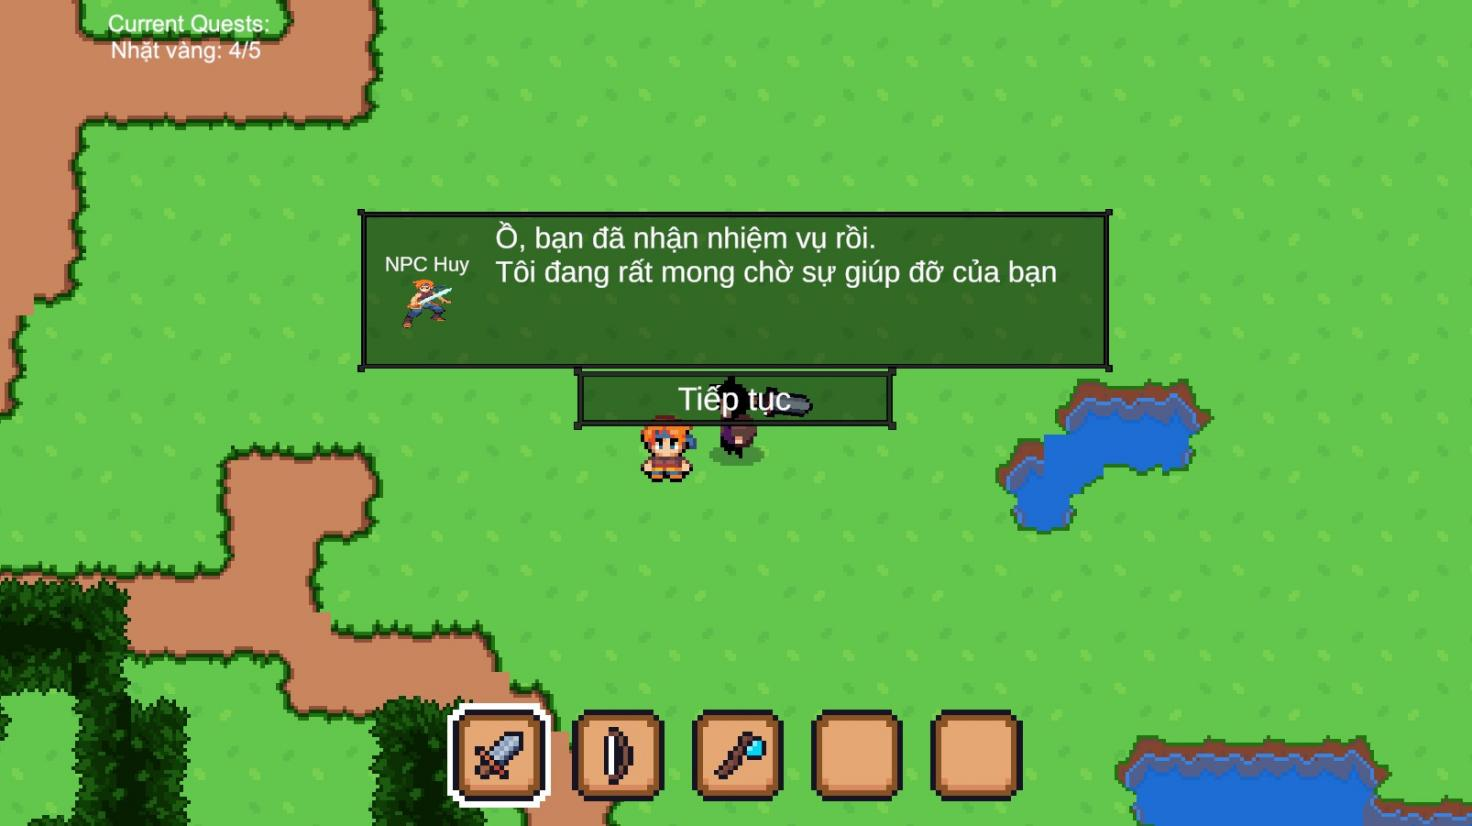 Current Quests:
Nhặt vàng: 4/5
Ồ, bạn đã nhận nhiệm vụ rồi.
NPC Huy
Tôi đang rất mong chờ sự giúp đỡ của bạn
Tiếp tục